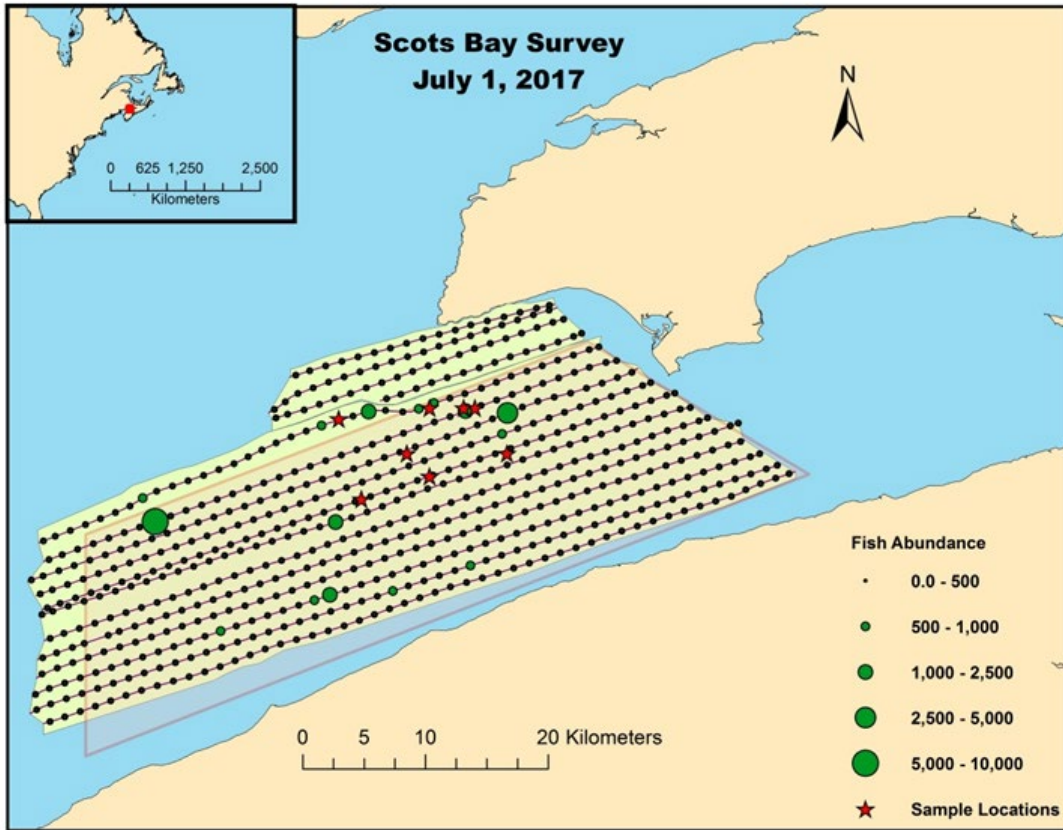 Scots Bay Survey
July 1, 2017
N
0 625 1,250 2,500
Kilometers
Fish Abundance
0.0 - 500
500 - 1,000
1,000 - 2,500
2,500 - 5,000
5,000 - 10,000
Sample Locations
0 5 10 20 Kilometers